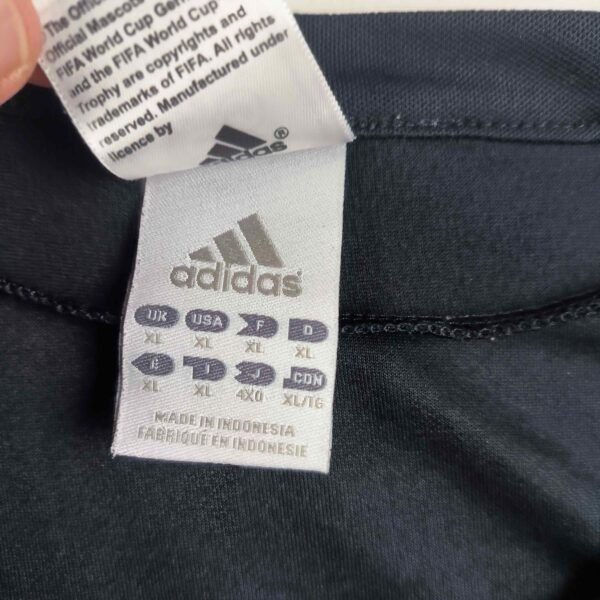 The Offici
Official Mascots
FIFA World Cup Ger
and the FIFA World Cup
Trophy are copyrights and
trademarks of FIFA. All rights
reserved. Manufactured under
licence by
adidas®
adidas
UK USA F D
XL XL XL XL
E I J CDN
XL XL 4XO XL/TG
MADE IN INDONESIA
FABRIQUÉ EN INDONESIE